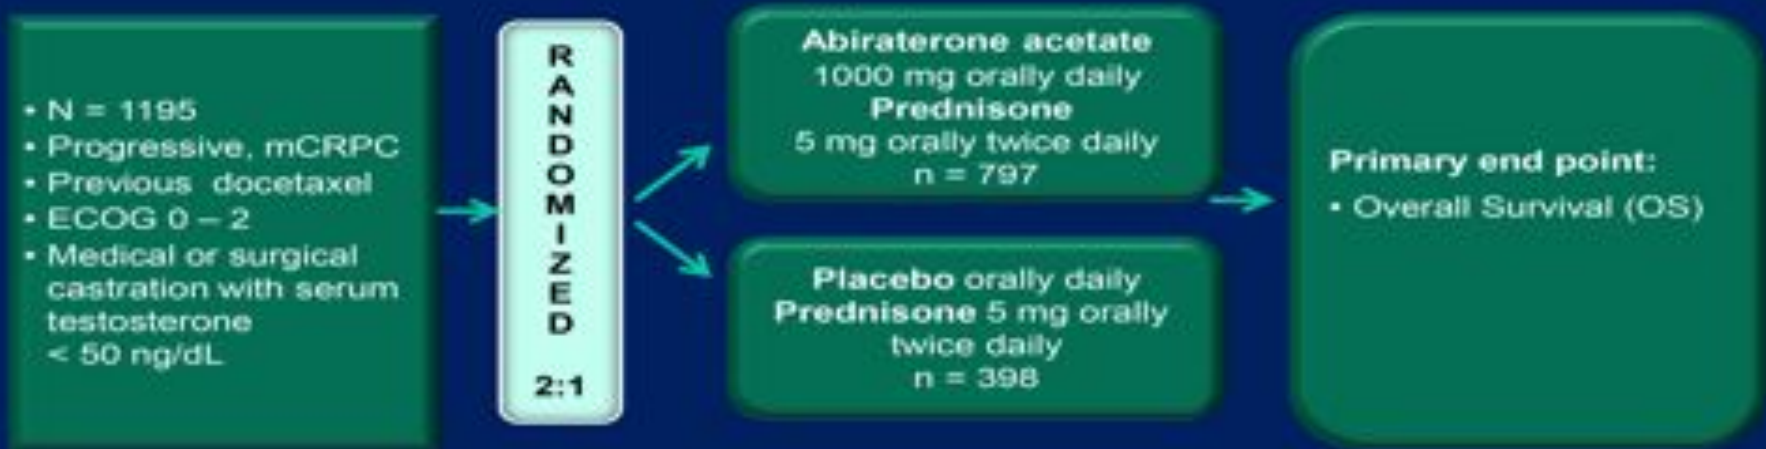 • N = 1195
• Progressive, mCRPC
• Previous docetaxel
• ECOG 0 – 2
• Medical or surgical
castration with serum
testosterone
< 50 ng/dL
RANDOMIZED
2:1
Abiraterone acetate
1000 mg orally daily
Prednisone
5 mg orally twice daily
n = 797
Placebo orally daily
Prednisone 5 mg orally
twice daily
n = 398
Primary end point:
• Overall Survival (OS)